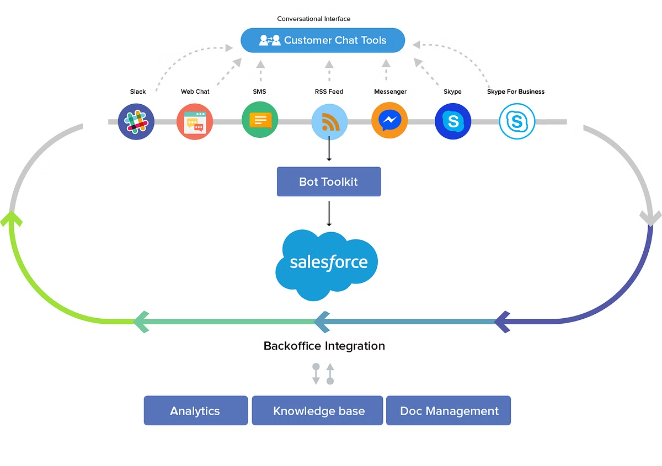 Conversational Interface
Customer Chat Tools
Slack
Web Chat
SMS
RSS Feed
Messenger
Skype
Skype For Business
Bot Toolkit
salesforce
Backoffice Integration
Analytics
Knowledge base
Doc Management